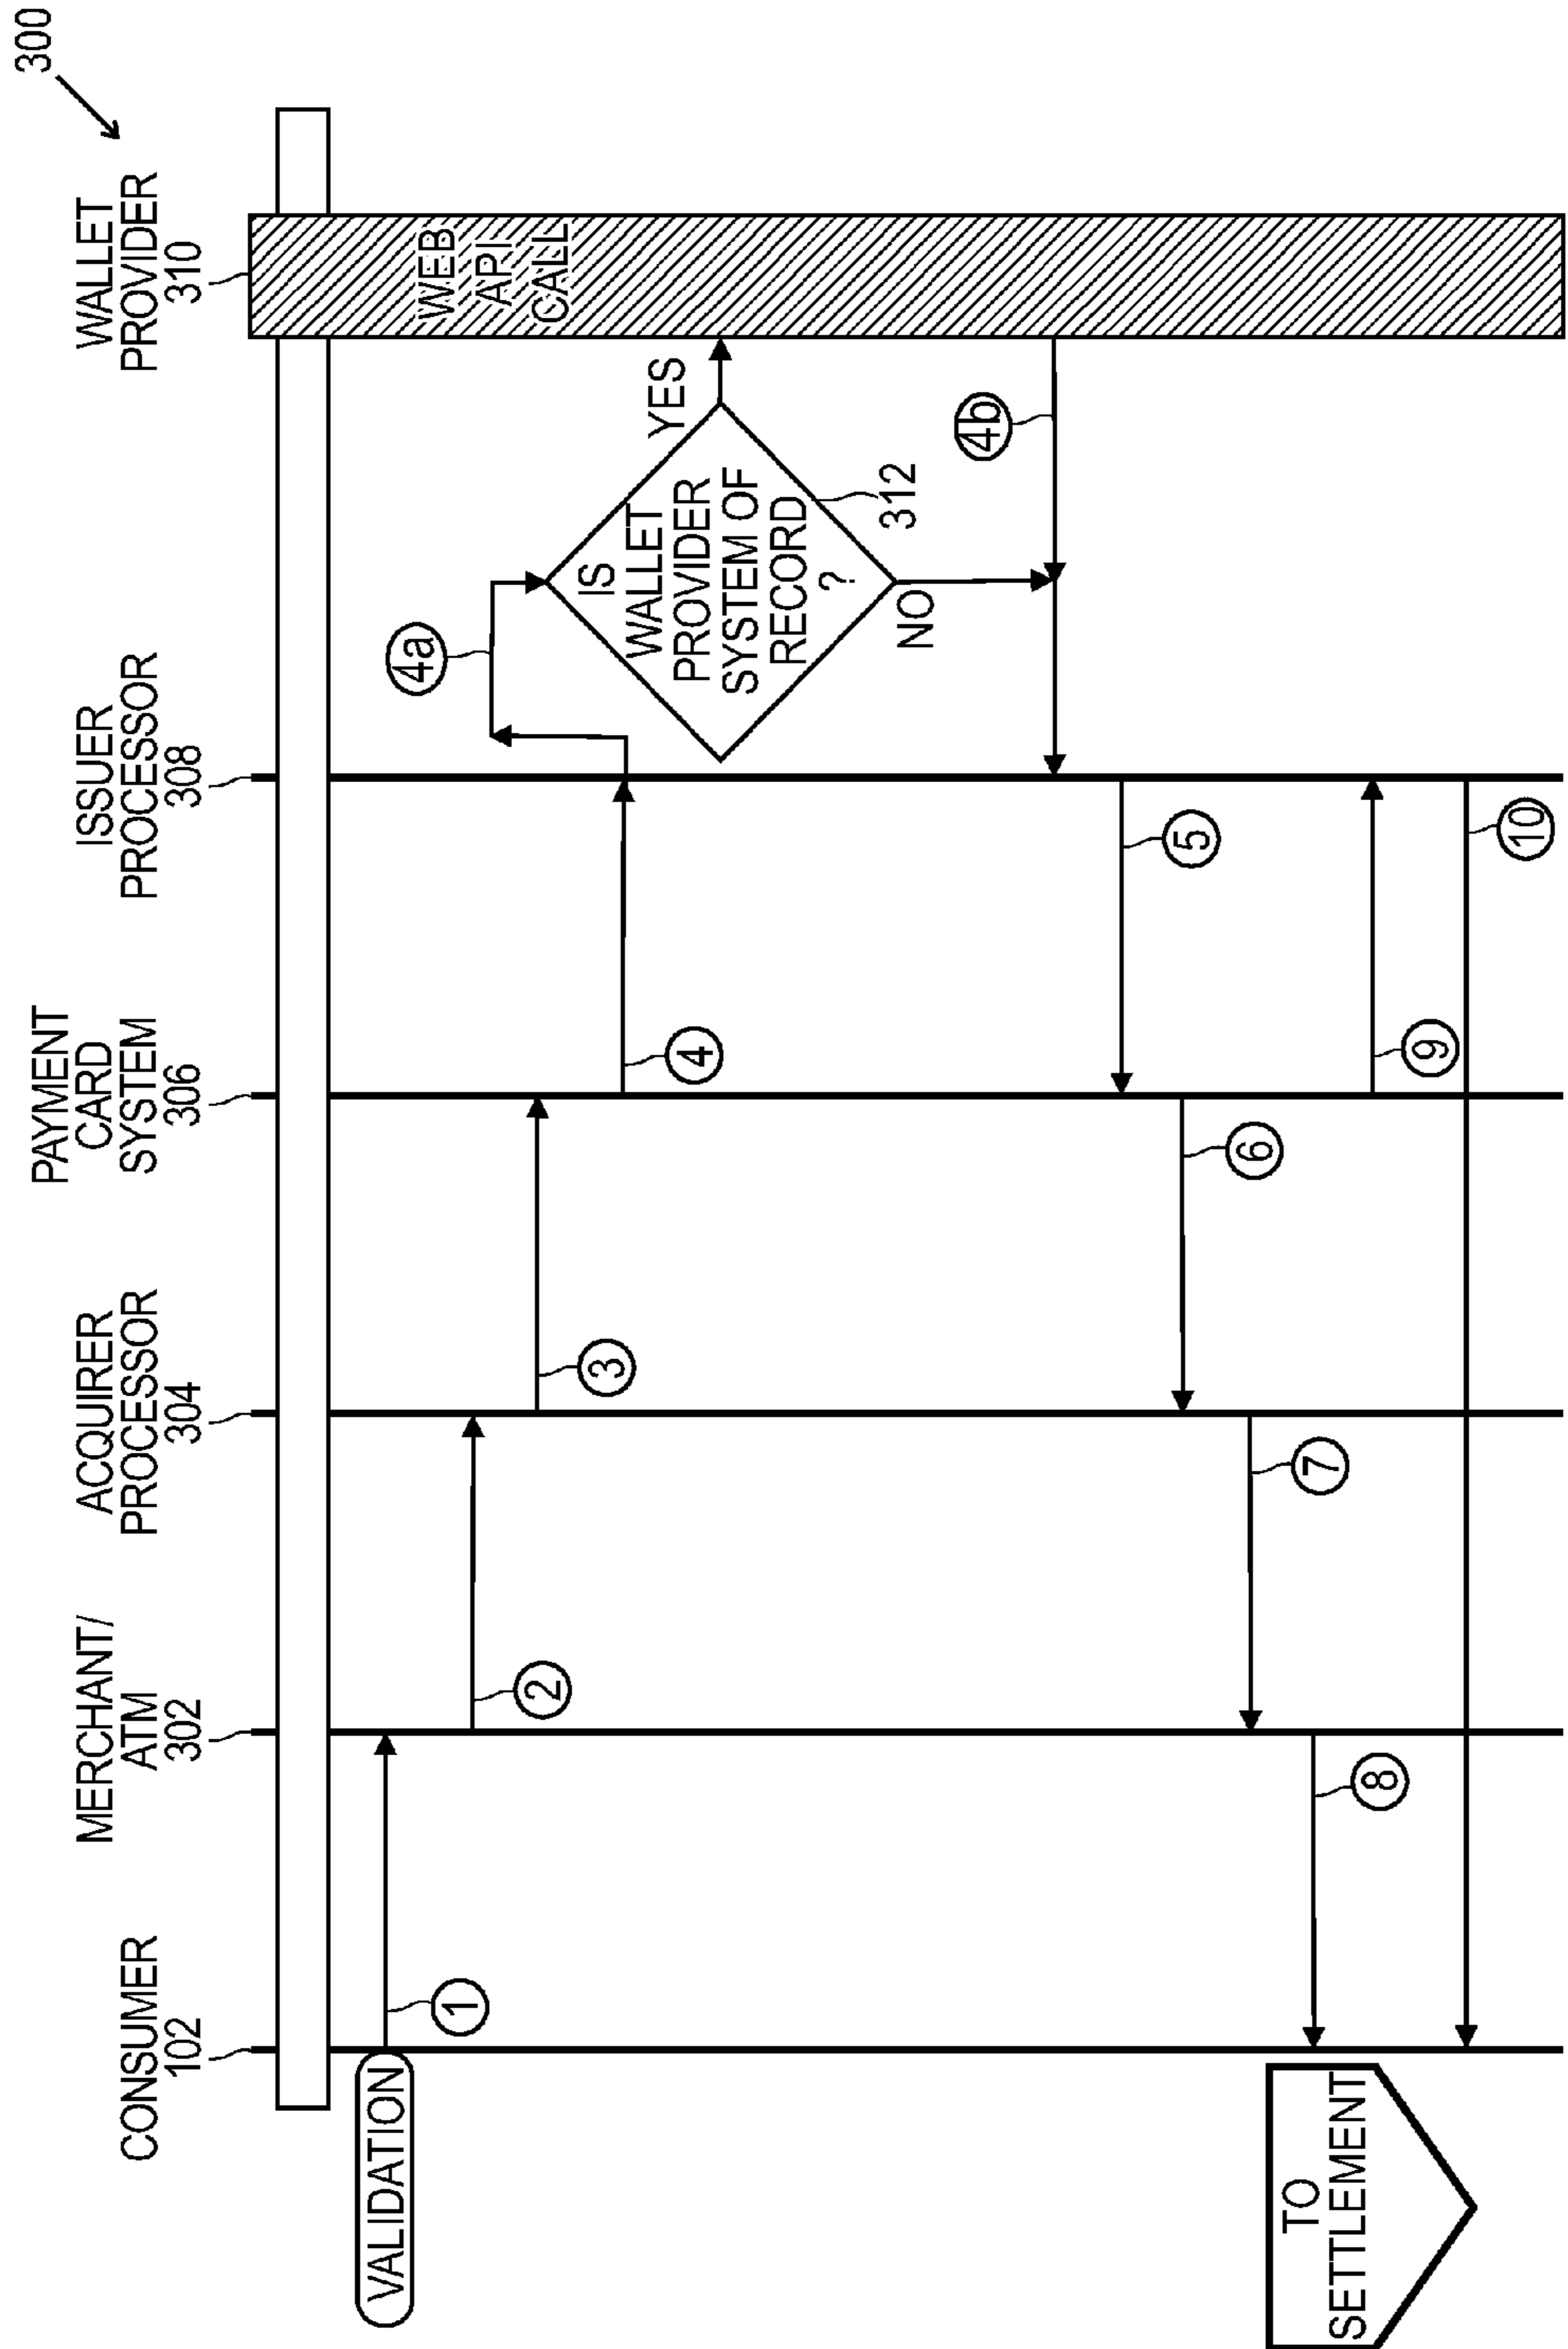 300
CONSUMER
102
MERCHANT/
ATM
302
ACQUIRER
PROCESSOR
304
PAYMENT
CARD
SYSTEM
306
ISSUER
PROCESSOR
308
WALLET
PROVIDER
310
VALIDATION
1
2
3
4
4a
WEB
API
CALL
IS
WALLET
PROVIDER
SYSTEM OF
RECORD
?
YES
312
NO
4b
5
6
7
8
9
10
TO
SETTLEMENT